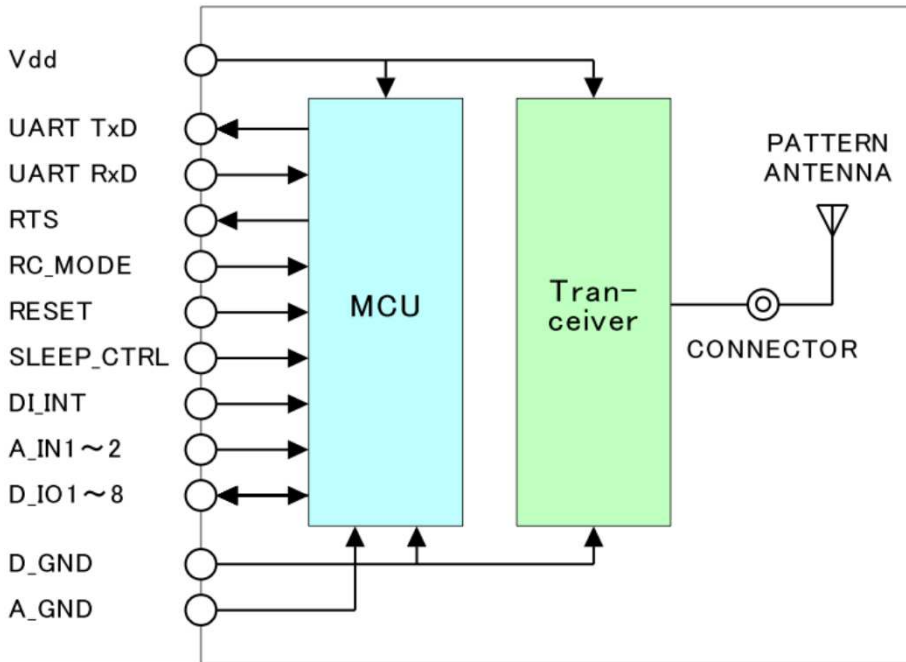 Vdd
UART TxD
UART RxD
RTS
RC_MODE
RESET
SLEEP_CTRL
DI_INT
A_IN1～2
D_IO1～8
D_GND
A_GND
MCU
Tran-
ceiver
PATTERN
ANTENNA
CONNECTOR